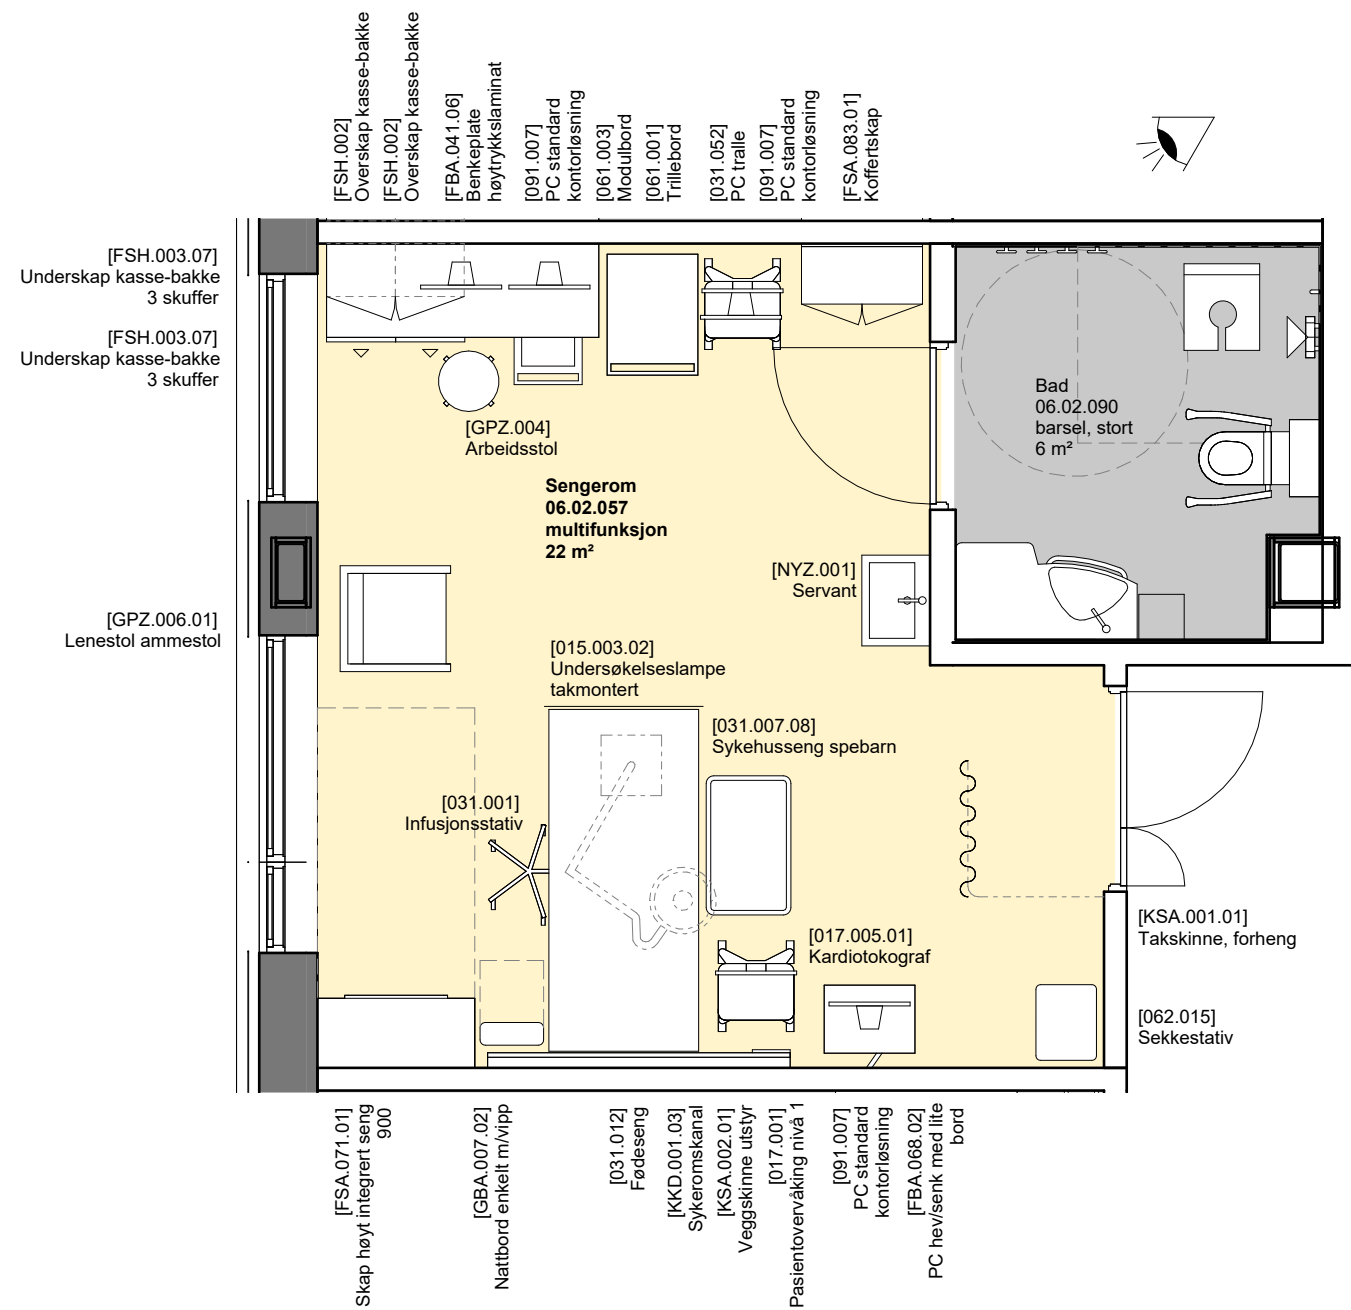 [FSH.002]
Overskap kasse-bakke
[FSH.002]
Overskap kasse-bakke
[FBA.041.06]
Benkeplate
høytrykkslaminat
[091.007]
PC standard
kontorløsning
[061.003]
Modulbord
[061.001]
Trillebord
[031.052]
PC tralle
[091.007]
PC standard
kontorløsning
[FSA.083.01]
Koffertskap
[FSH.003.07]
Underskap kasse-bakke
3 skuffer
[FSH.003.07]
Underskap kasse-bakke
3 skuffer
[GPZ.004]
Arbeidsstol
Bad
06.02.090
barsel, stort
6 m²
Sengerom
06.02.057
multifunksjon
22 m²
[NYZ.001]
Servant
[GPZ.006.01]
Lenestol ammestol
[015.003.02]
Undersøkelseslampe
takmontert
[031.007.08]
Sykehusseng spebarn
[031.001]
Infusjonsstativ
[017.005.01]
Kardiotokograf
[KSA.001.01]
Takskinne, forheng
[062.015]
Sekkestativ
[FSA.071.01]
Skap høyt integrert seng
900
[GBA.007.02]
Nattbord enkelt m/vipp
[031.012]
Fødeseng
[KKD.001.03]
Sykeromskanal
[KSA.002.01]
Veggskinne utstyr
[017.001]
Pasientovervåking nivå 1
[091.007]
PC standard
kontorløsning
[FBA.068.02]
PC hev/senk med lite
bord